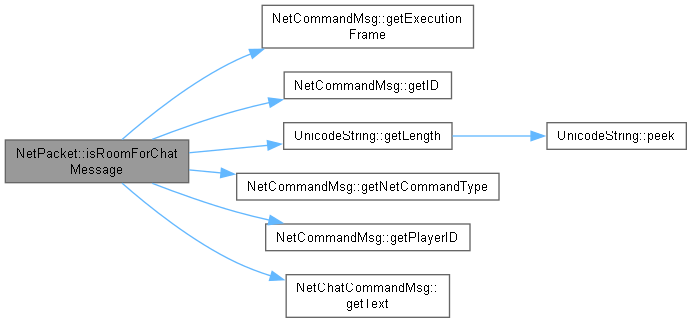 NetPacket::isRoomForChat
Message
NetCommandMsg::getExecution
Frame
NetCommandMsg::getID
UnicodeString::getLength
UnicodeString::peek
NetCommandMsg::getNetCommandType
NetCommandMsg::getPlayerID
NetChatCommandMsg::
getText